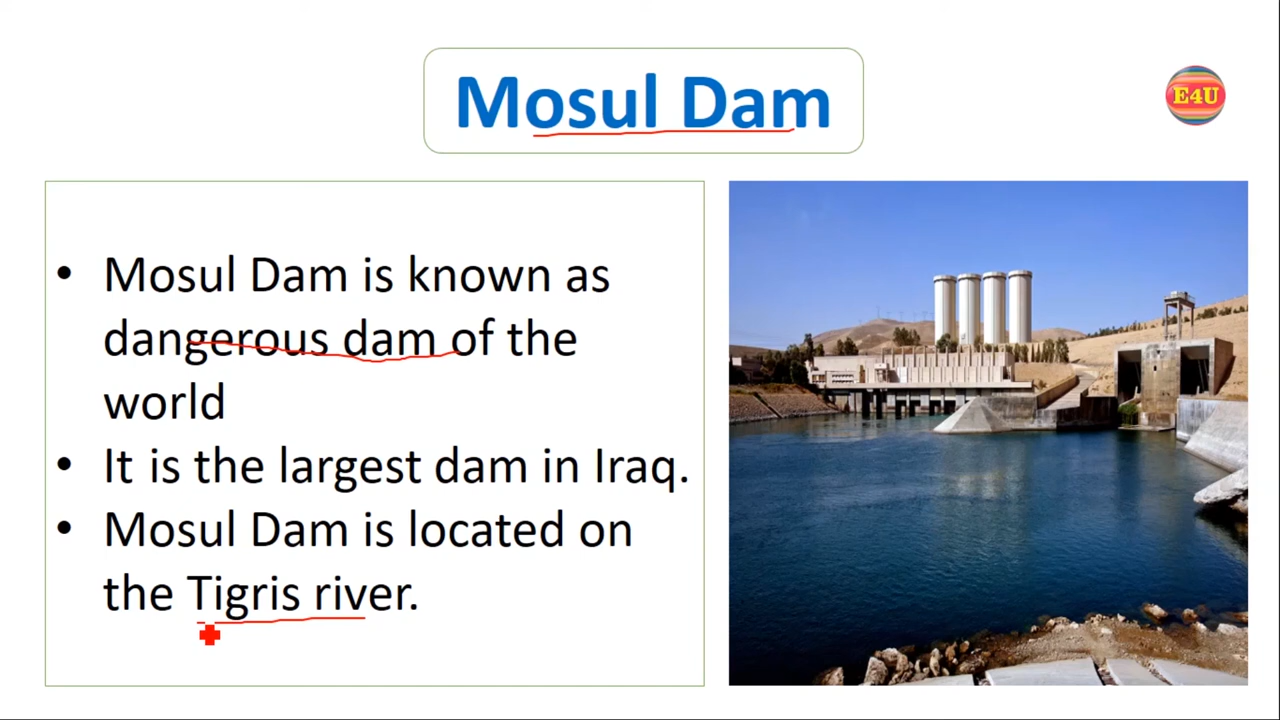 Mosul Dam
E4U
• Mosul Dam is known as
dangerous dam of the
world
• It is the largest dam in Iraq.
• Mosul Dam is located on
the Tigris river.